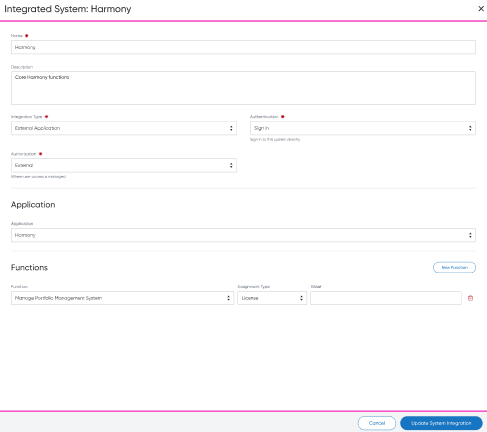 Integrated System: Harmony
Name
Harmony
Description
Core Harmony functions
Integration Type
Authentication
External Application
Sign In
Sign in to this system directly
Authorization
External
Where user access is managed
Application
Application
Harmony
Functions
New Function
Function
Assignment Type
Value
Manage Portfolio Management System
License
Cancel
Update System Integration